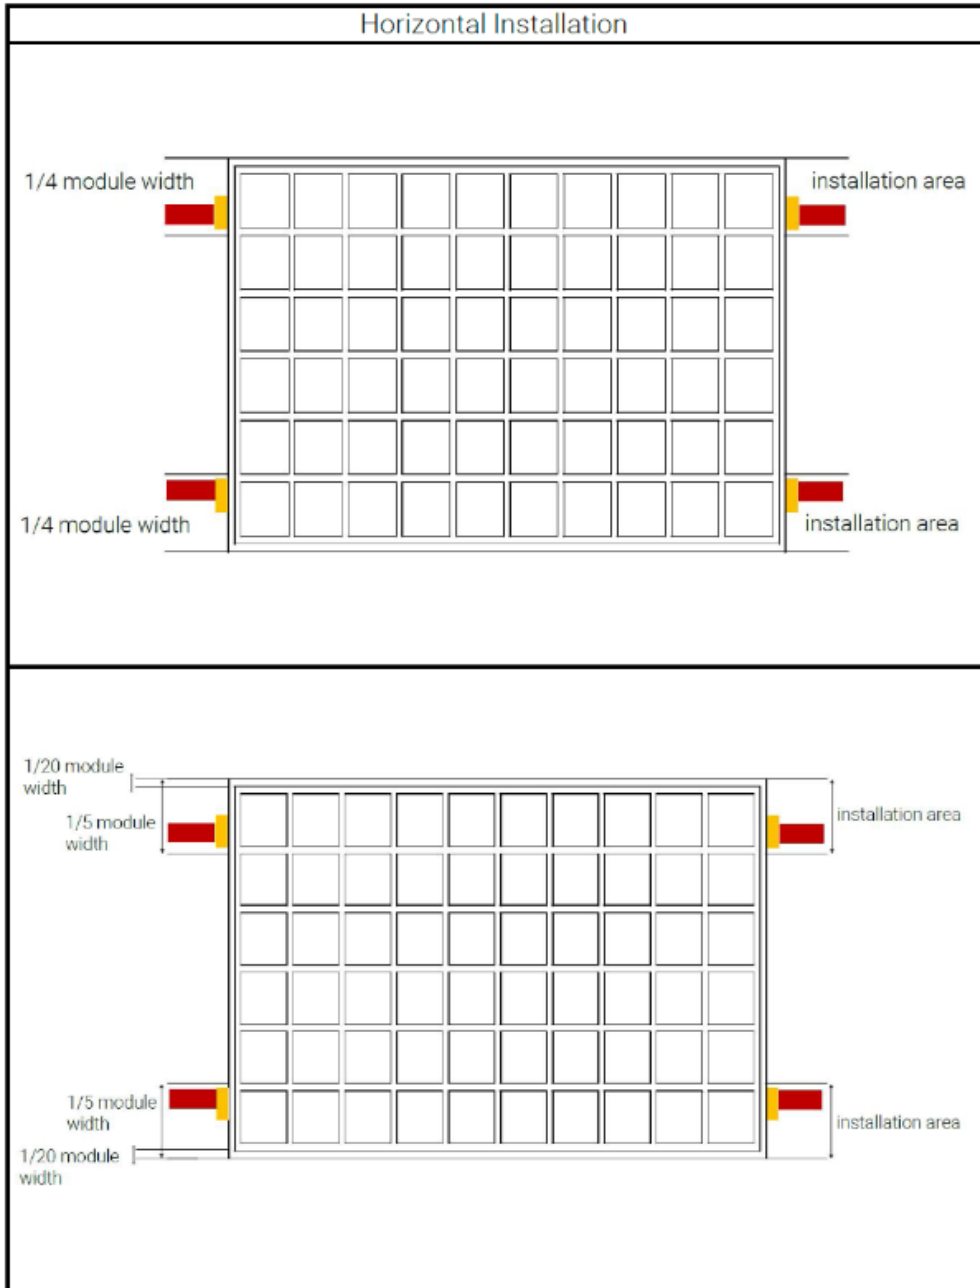 Horizontal Installation
1/4 module width
installation area
1/4 module width
installation area
1/20 module
width
1/5 module
width
installation area
1/5 module
width
installation area
1/20 module
width